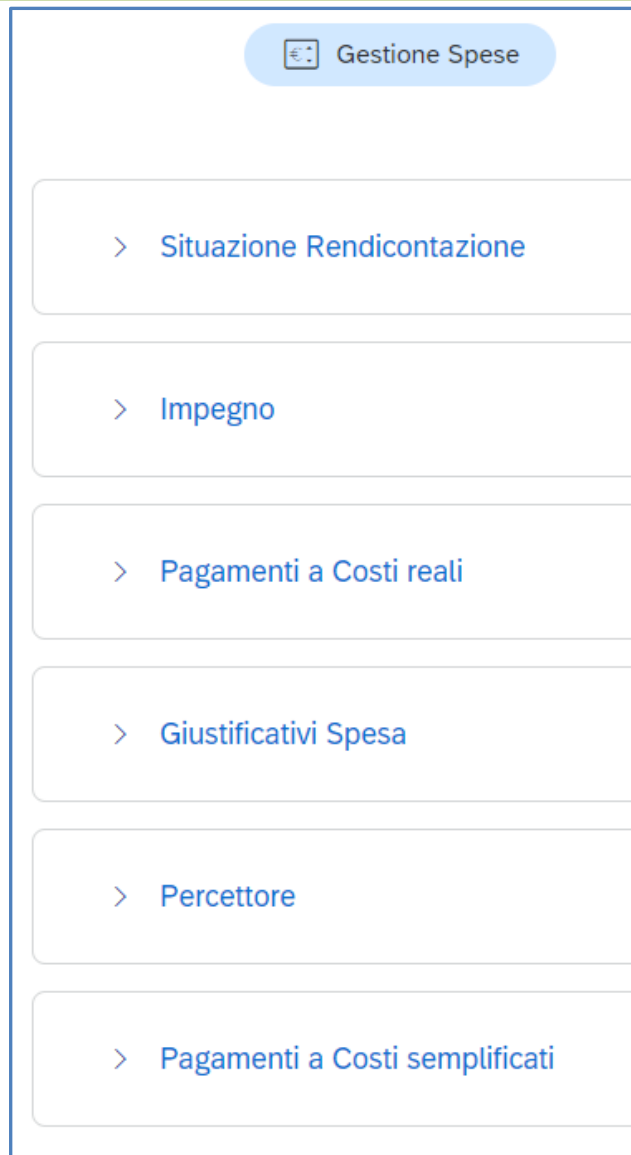 Gestione Spese
Situazione Rendicontazione
Impegno
Pagamenti a Costi reali
Giustificativi Spesa
Percettore
Pagamenti a Costi semplificati